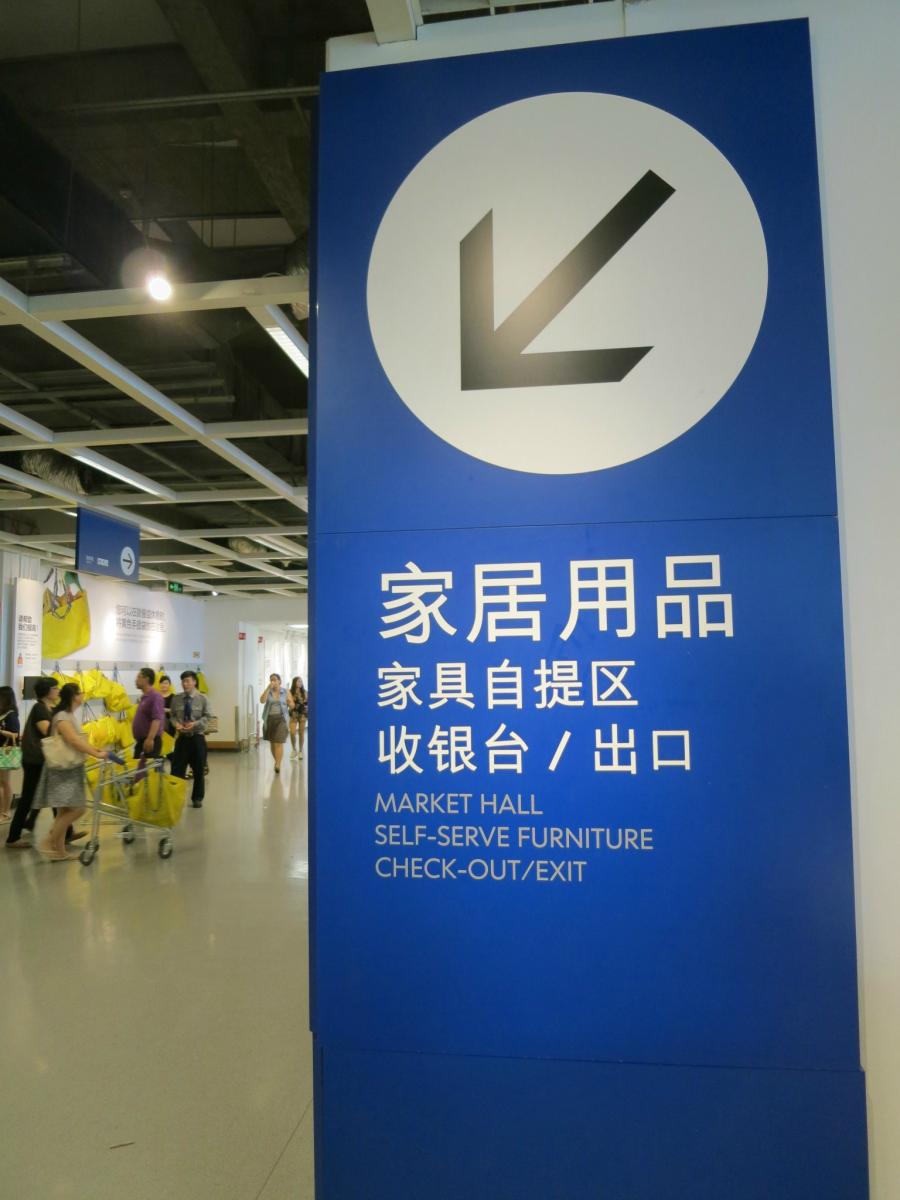 家居用品
家具自提区
收银台 / 出口
MARKET HALL
SELF-SERVE FURNITURE
CHECK-OUT/EXIT